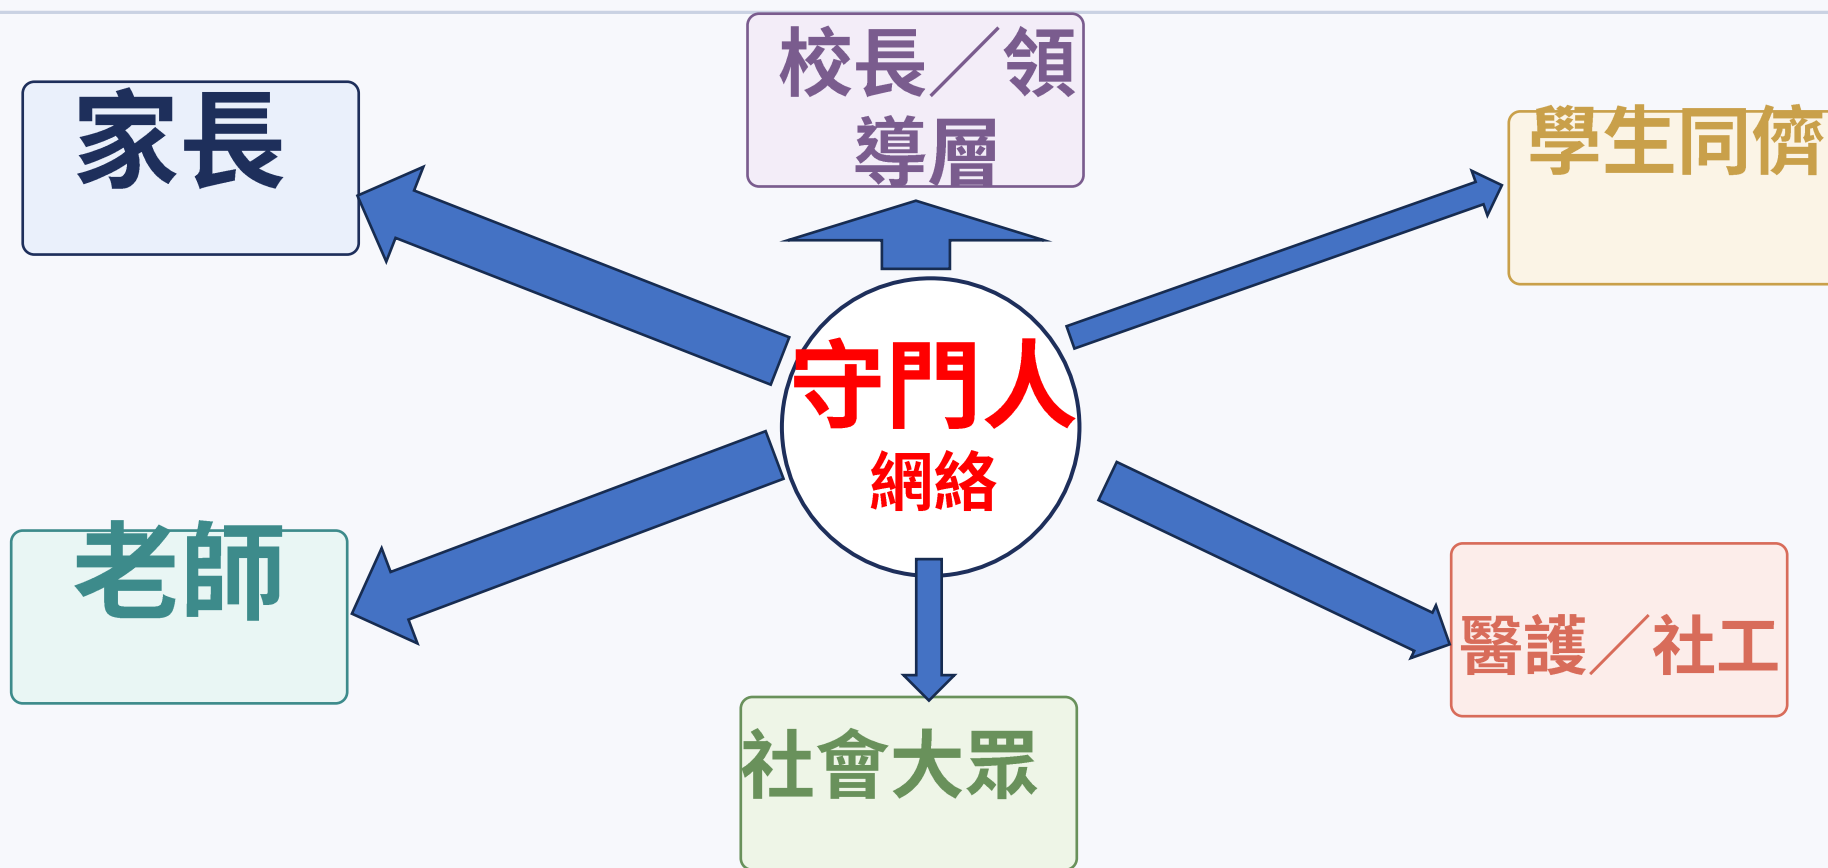 校長／領
導層
家長
學生同儕
守門人
網絡
老師
醫護／社工
社會大眾